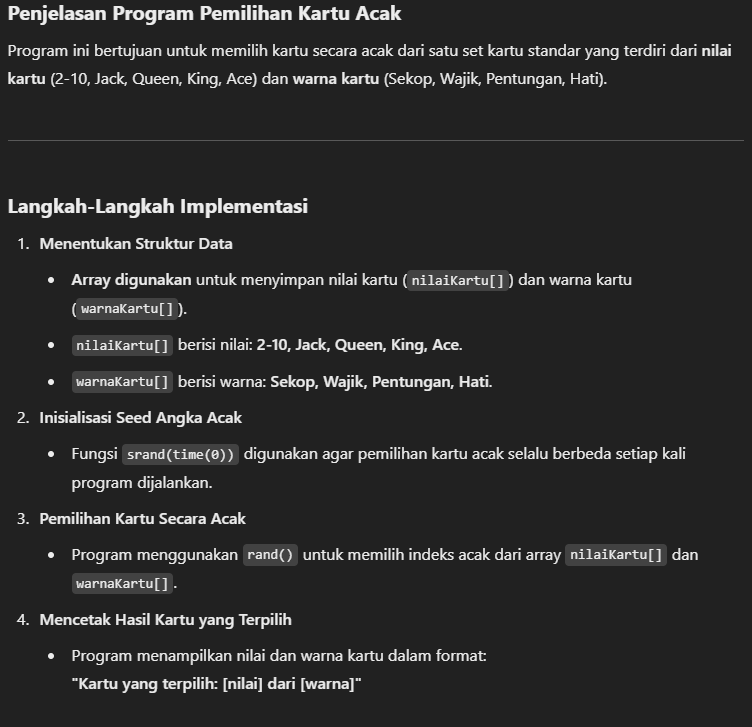 Penjelasan Program Pemilihan Kartu Acak
Program ini bertujuan untuk memilih kartu secara acak dari satu set kartu standar yang terdiri dari nilai
kartu (2-10, Jack, Queen, King, Ace) dan warna kartu (Sekop, Wajik, Pentungan, Hati).
Langkah-Langkah Implementasi
1. Menentukan Struktur Data
• Array digunakan untuk menyimpan nilai kartu (nilaiKartu[]) dan warna kartu
(warnaKartu[]).
• nilaiKartu[] berisi nilai: 2-10, Jack, Queen, King, Ace.
• warnaKartu[] berisi warna: Sekop, Wajik, Pentungan, Hati.
2. Inisialisasi Seed Angka Acak
• Fungsi srand(time(0)) digunakan agar pemilihan kartu acak selalu berbeda setiap kali
program dijalankan.
3. Pemilihan Kartu Secara Acak
• Program menggunakan rand() untuk memilih indeks acak dari array nilaiKartu[] dan
warnaKartu[].
4. Mencetak Hasil Kartu yang Terpilih
• Program menampilkan nilai dan warna kartu dalam format:
"Kartu yang terpilih: [nilai] dari [warna]"